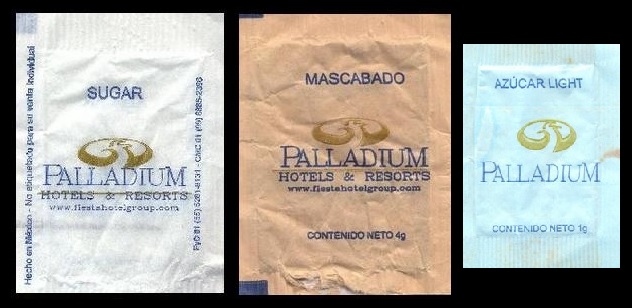 Hecho en México - No etiquetado para su venta individual
SUGAR
PALLADIUM
HOTELS & RESORTS
www.fiestahotelgroup.com
MASCABADO
PALLADIUM
HOTELS & RESORTS
www.fiestahotelgroup.com
CONTENIDO NETO 4g
AZÚCAR LIGHT
PALLADIUM
CONTENIDO NETO 1g